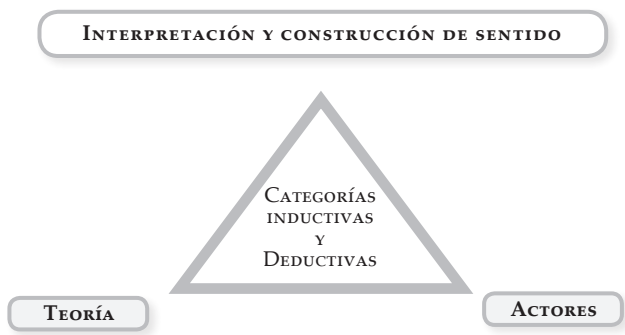 Interpretación y construcción de sentido
Categorías
inductivas
y
Deductivas
Teoría
Actores